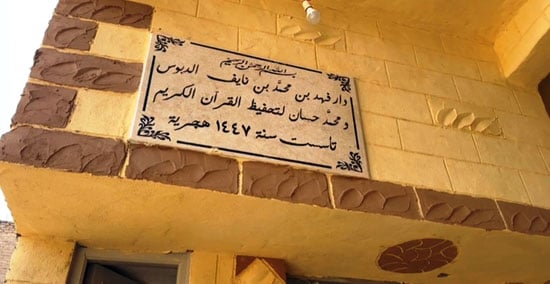 بسم الله الرحمن الرحيم
دار فهد بن محمد بن نايف الدبوس
و محمد حسان لتحفيظ القرآن الكريم
تأسست سنة ١٤٤٧ هجرية